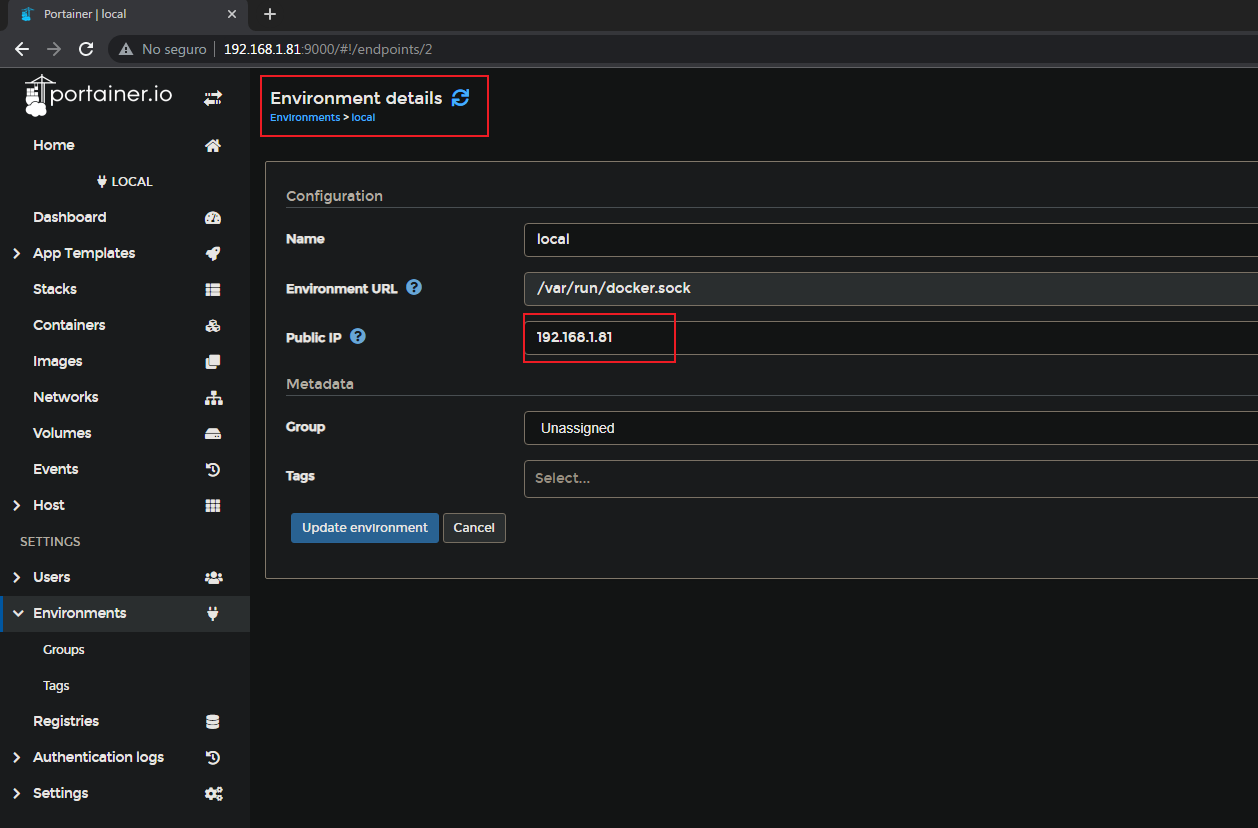 Portainer | local
No seguro | 192.168.1.81:9000/#!/endpoints/2
portainer.io
Home
LOCAL
Dashboard
App Templates
Stacks
Containers
Images
Networks
Volumes
Events
Host
SETTINGS
Users
Environments
Groups
Tags
Registries
Authentication logs
Settings
Environment details
Environments > local
Configuration
Name local
Environment URL /var/run/docker.sock
Public IP 192.168.1.81
Metadata
Group Unassigned
Tags Select...
Update environment Cancel